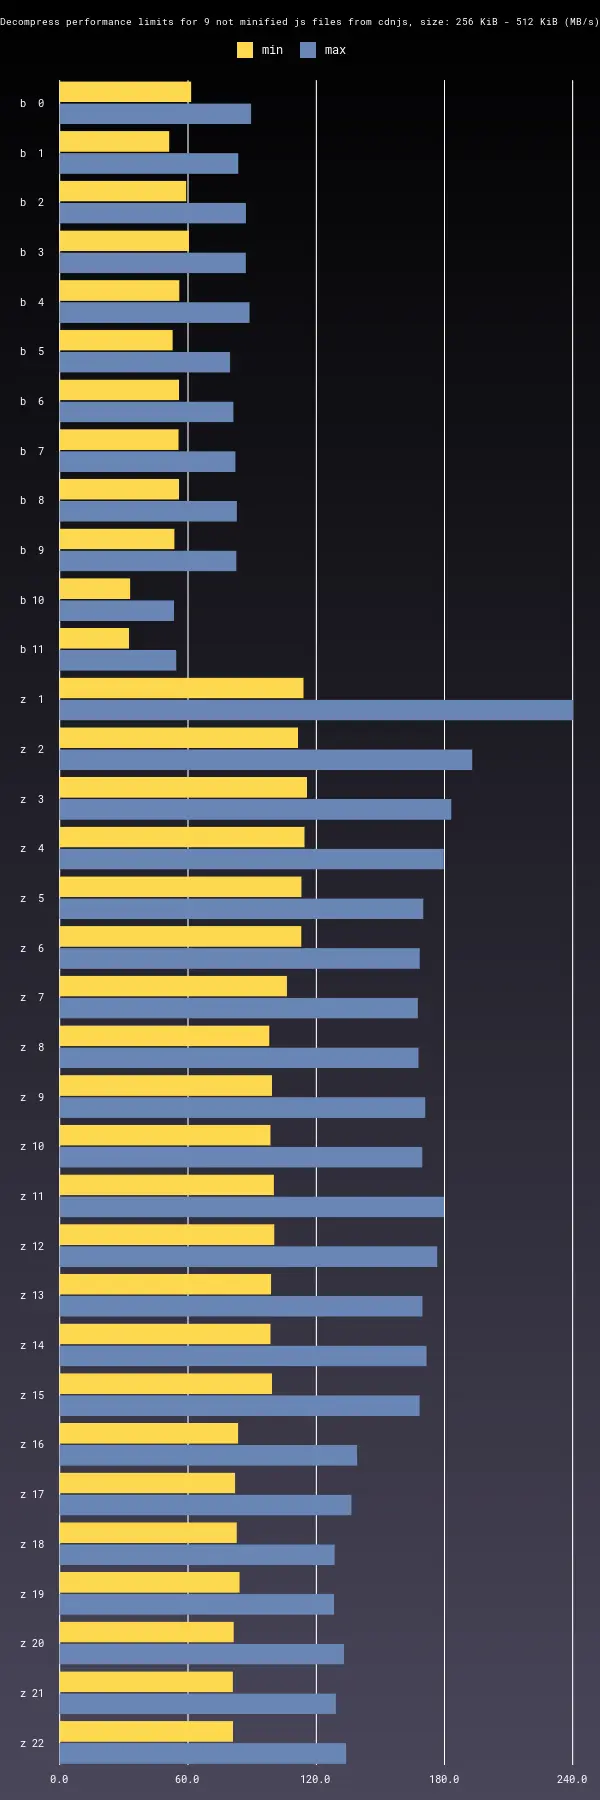 Decompress performance limits for 9 not minified js files from cdnjs, size: 256 KiB - 512 KiB (MB/s)
min max
b 0
b 1
b 2
b 3
b 4
b 5
b 6
b 7
b 8
b 9
b 10
b 11
z 1
z 2
z 3
z 4
z 5
z 6
z 7
z 8
z 9
z 10
z 11
z 12
z 13
z 14
z 15
z 16
z 17
z 18
z 19
z 20
z 21
z 22
0.0 60.0 120.0 180.0 240.0